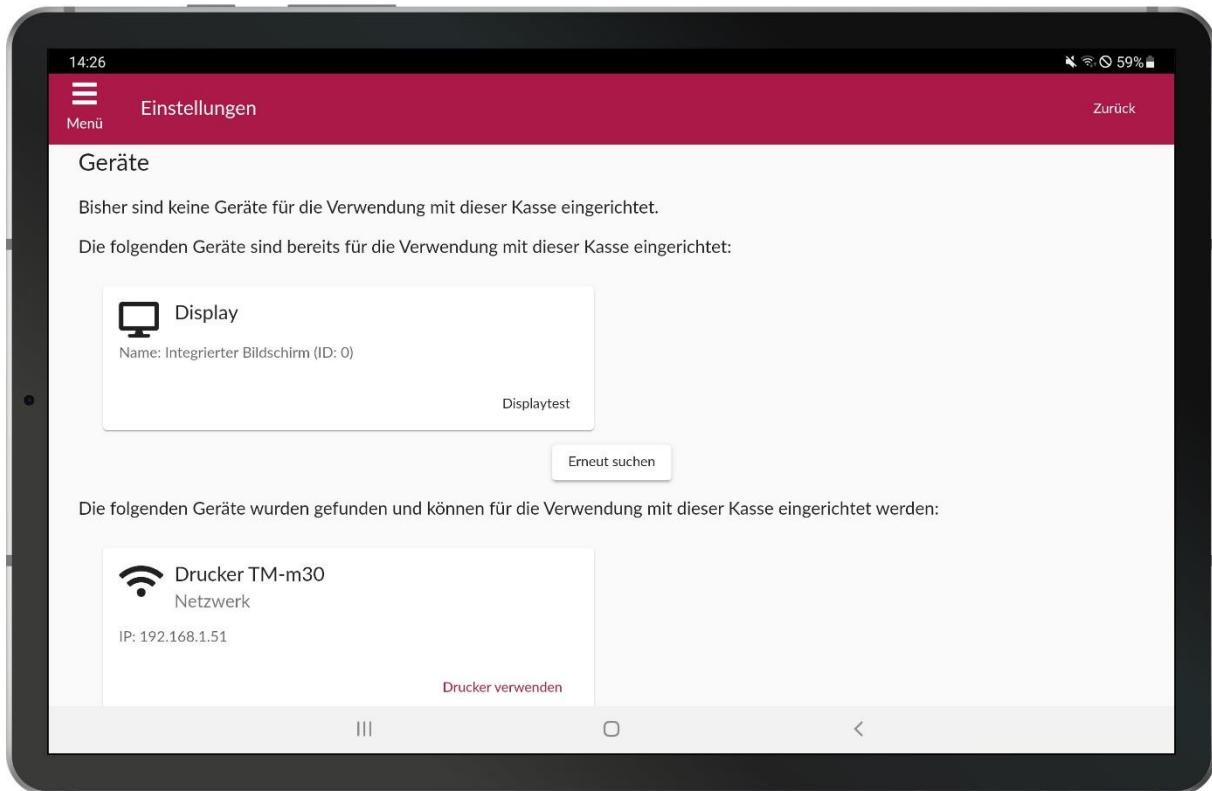 14:26
59%
Menü
Einstellungen
Zurück
Geräte
Bisher sind keine Geräte für die Verwendung mit dieser Kasse eingerichtet.
Die folgenden Geräte sind bereits für die Verwendung mit dieser Kasse eingerichtet:
Display
Name: Integrierter Bildschirm (ID: 0)
Displaytest
Erneut suchen
Die folgenden Geräte wurden gefunden und können für die Verwendung mit dieser Kasse eingerichtet werden:
Drucker TM-m30
Netzwerk
IP: 192.168.1.51
Drucker verwenden